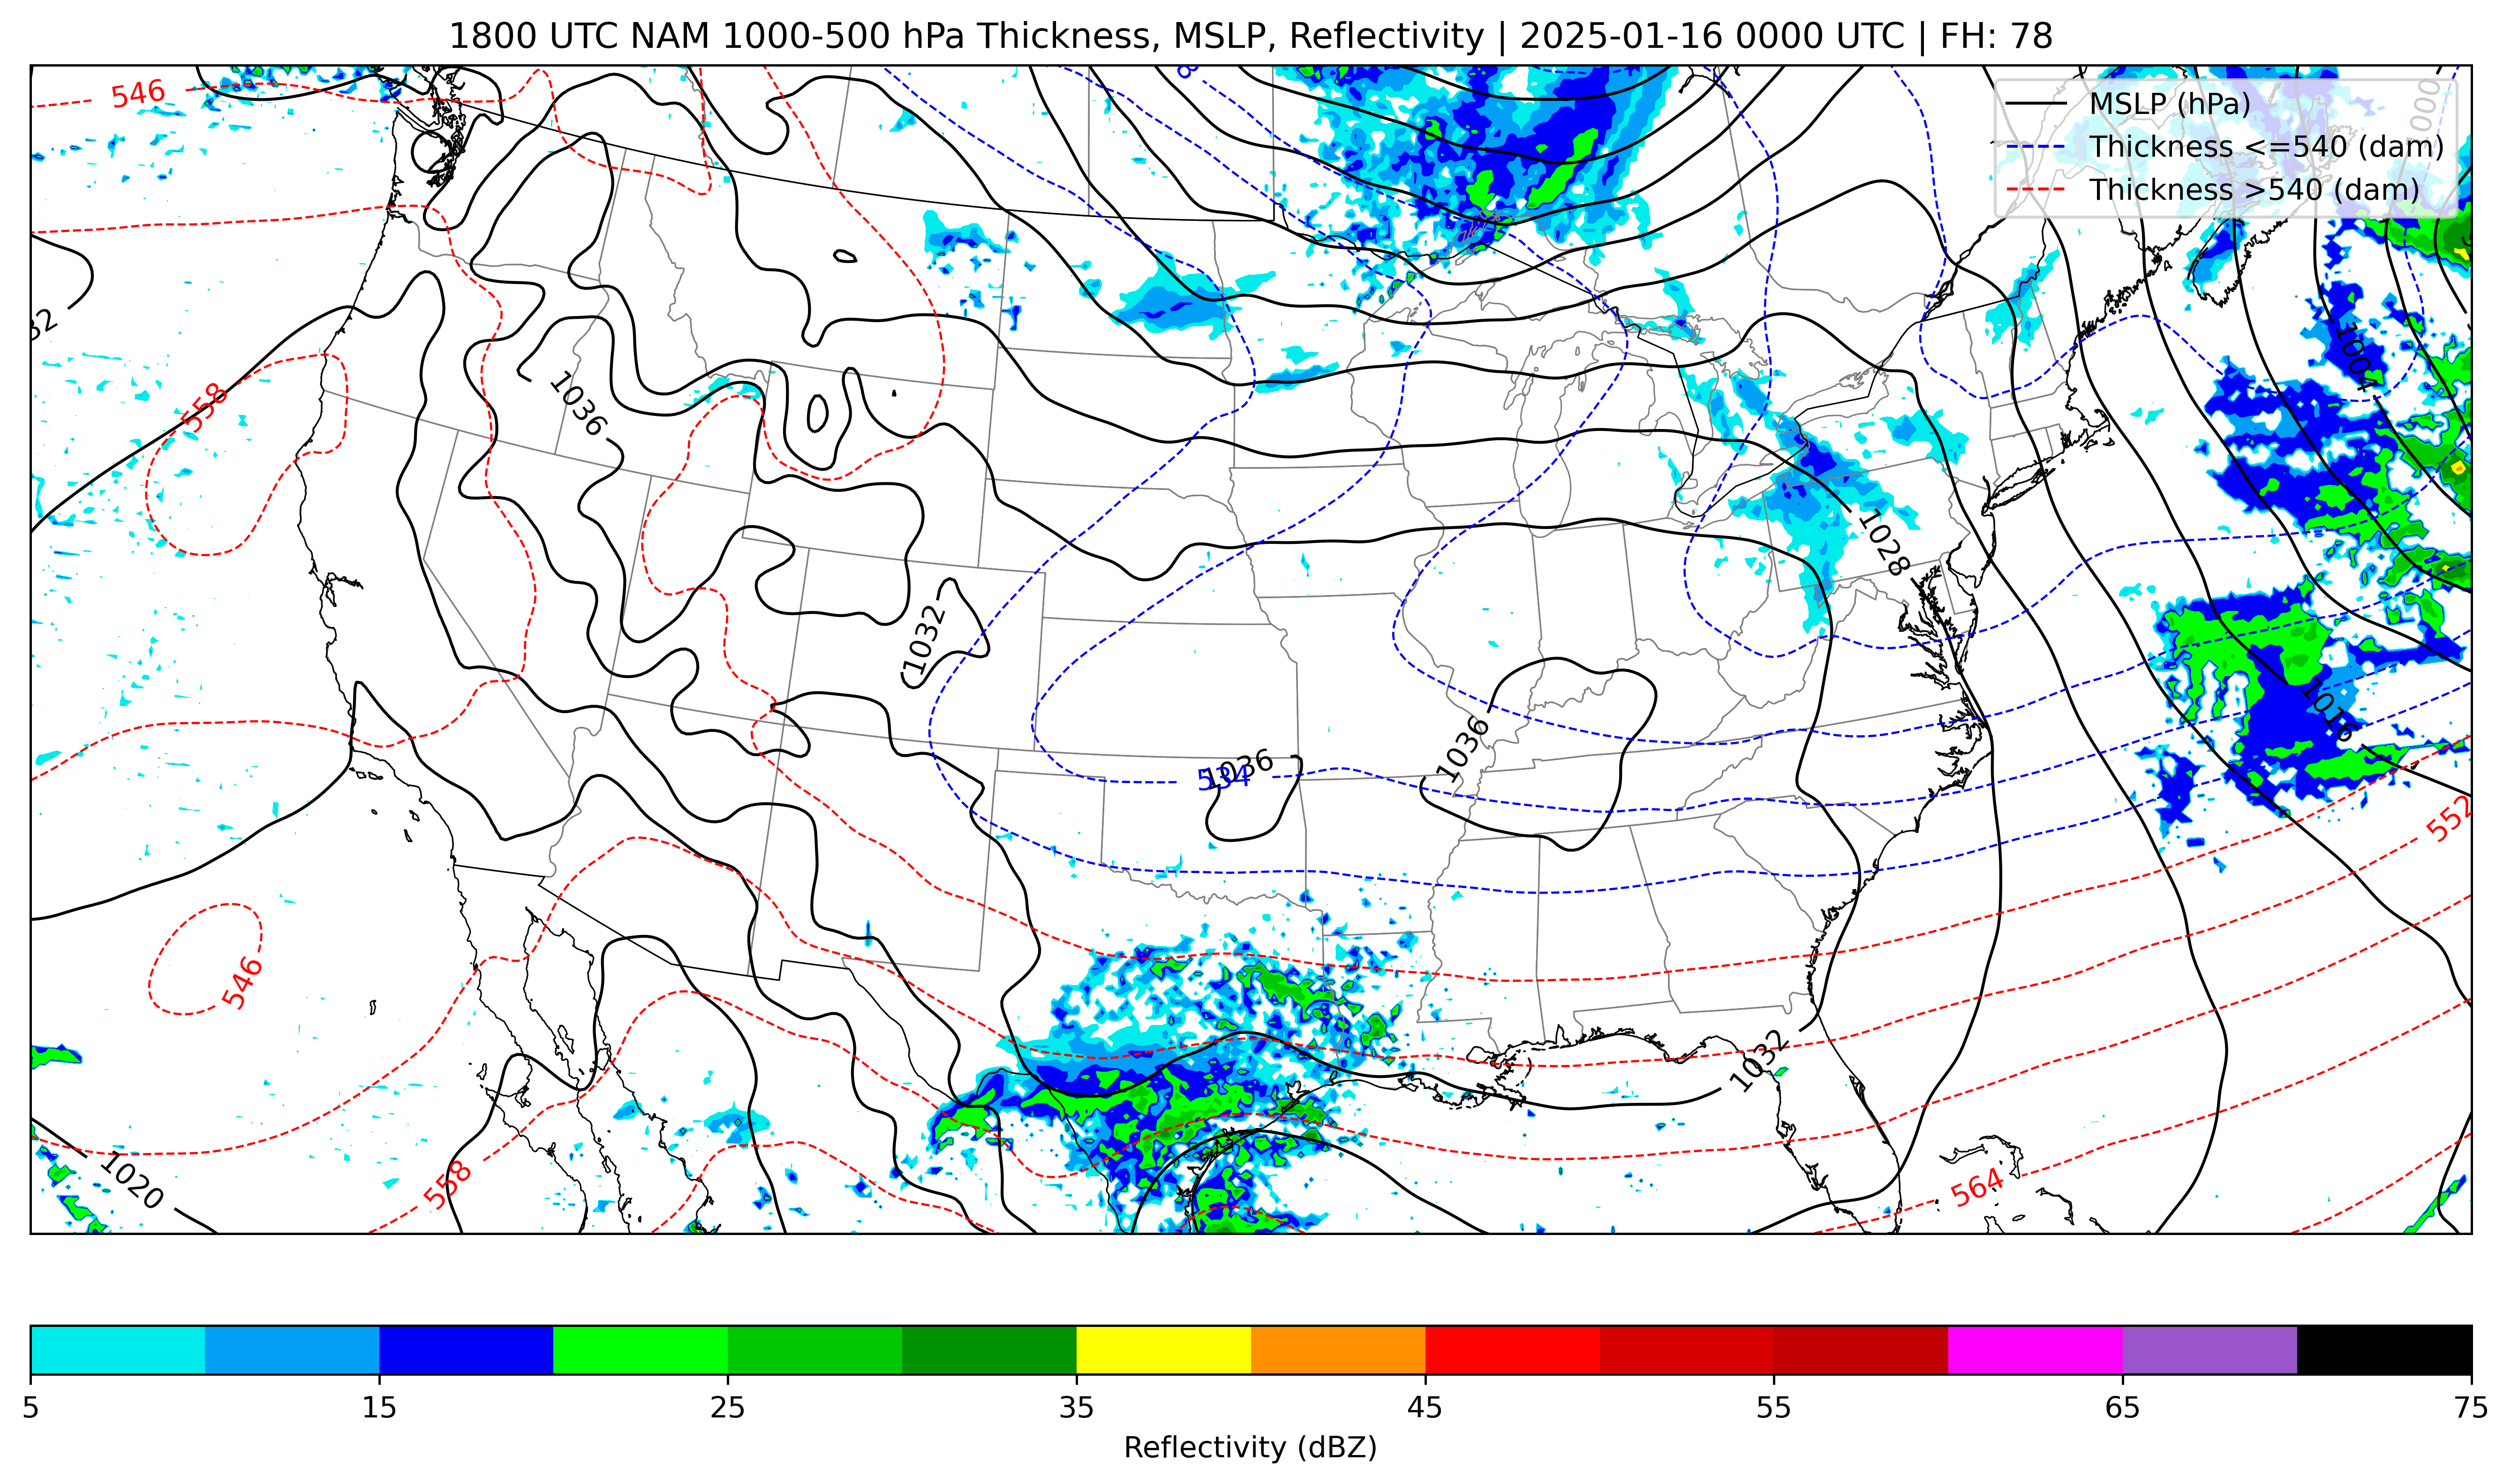 1800 UTC NAM 1000-500 hPa Thickness, MSLP, Reflectivity | 2025-01-16 0000 UTC | FH: 78
546
MSLP (hPa)
Thickness <=540 (dam)
Thickness >540 (dam)
1004
558
1036
1028
1032
1016
1036
1036
534
552
546
1032
1020
558
564
5 15 25 35 45 55 65 75
Reflectivity (dBZ)